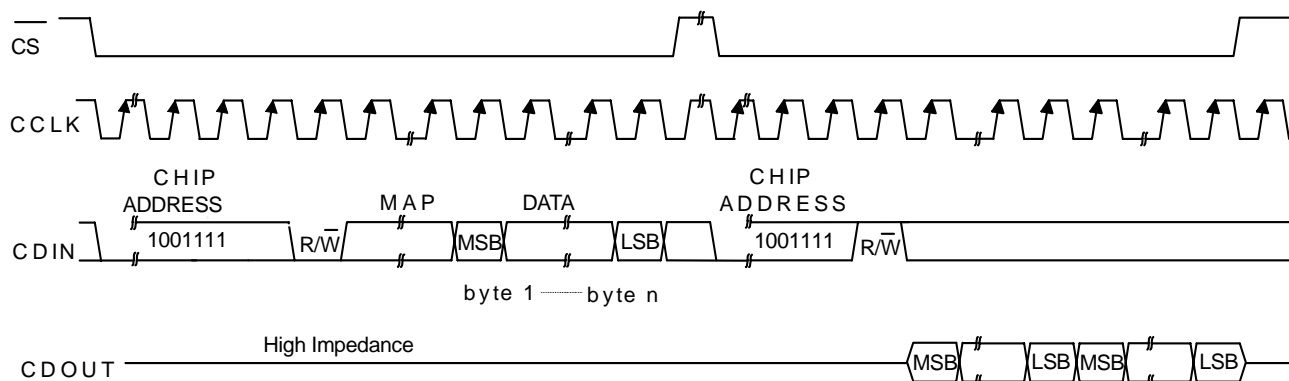 CS
CCLK
CHIP
ADDRESS
MAP
DATA
CHIP
ADDRESS
CDIN
1001111
R/W
MSB
LSB
1001111
R/W
byte 1
byte n
High Impedance
CDOUT
MSB
LSB
MSB
LSB